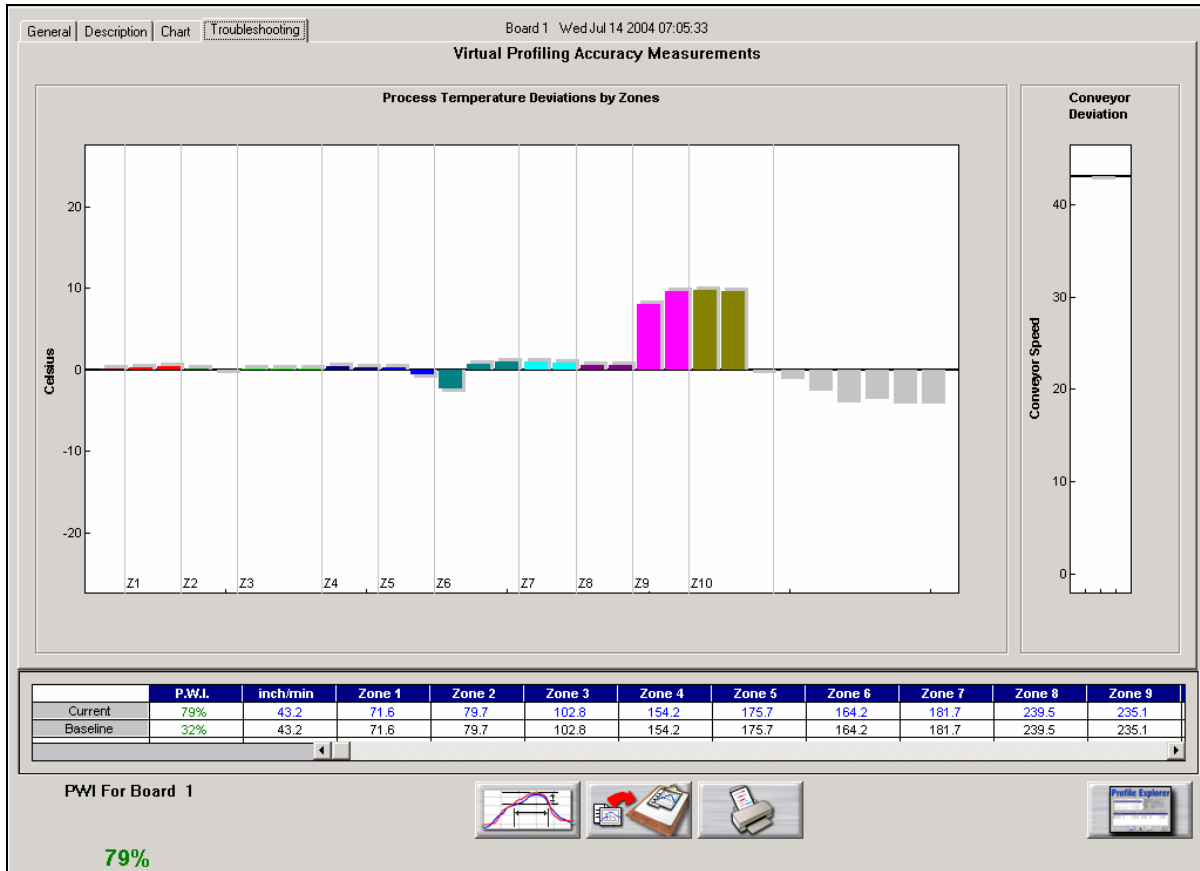 General Description Chart Troubleshooting Board 1 Wed Jul 14 2004 07:05:33
Virtual Profiling Accuracy Measurements
Process Temperature Deviations by Zones
Conveyor
Deviation
Celsius
20
10
0
-10
-20
Z1 Z2 Z3 Z4 Z5 Z6 Z7 Z8 Z9 Z10
Conveyor Speed
40
30
20
10
0
P.W.I. inch/min Zone 1 Zone 2 Zone 3 Zone 4 Zone 5 Zone 6 Zone 7 Zone 8 Zone 9
Current 79% 43.2 71.6 79.7 102.8 154.2 175.7 164.2 181.7 239.5 235.1
Baseline 32% 43.2 71.6 79.7 102.8 154.2 175.7 164.2 181.7 239.5 235.1
PWI For Board 1
79%
Profile Explorer